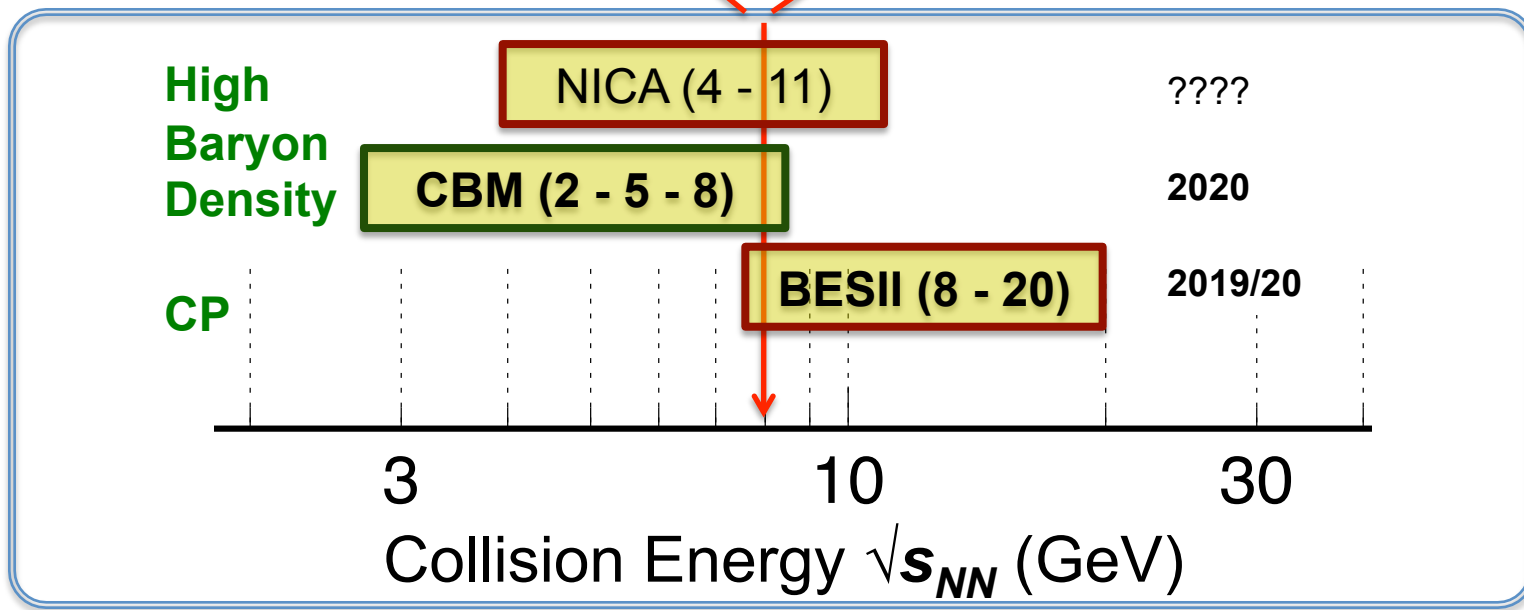 High
Baryon
Density
NICA (4 - 11)
????
CBM (2 - 5 - 8)
2020
BESII (8 - 20)
2019/20
CP
3
10
30
Collision Energy √sNN (GeV)